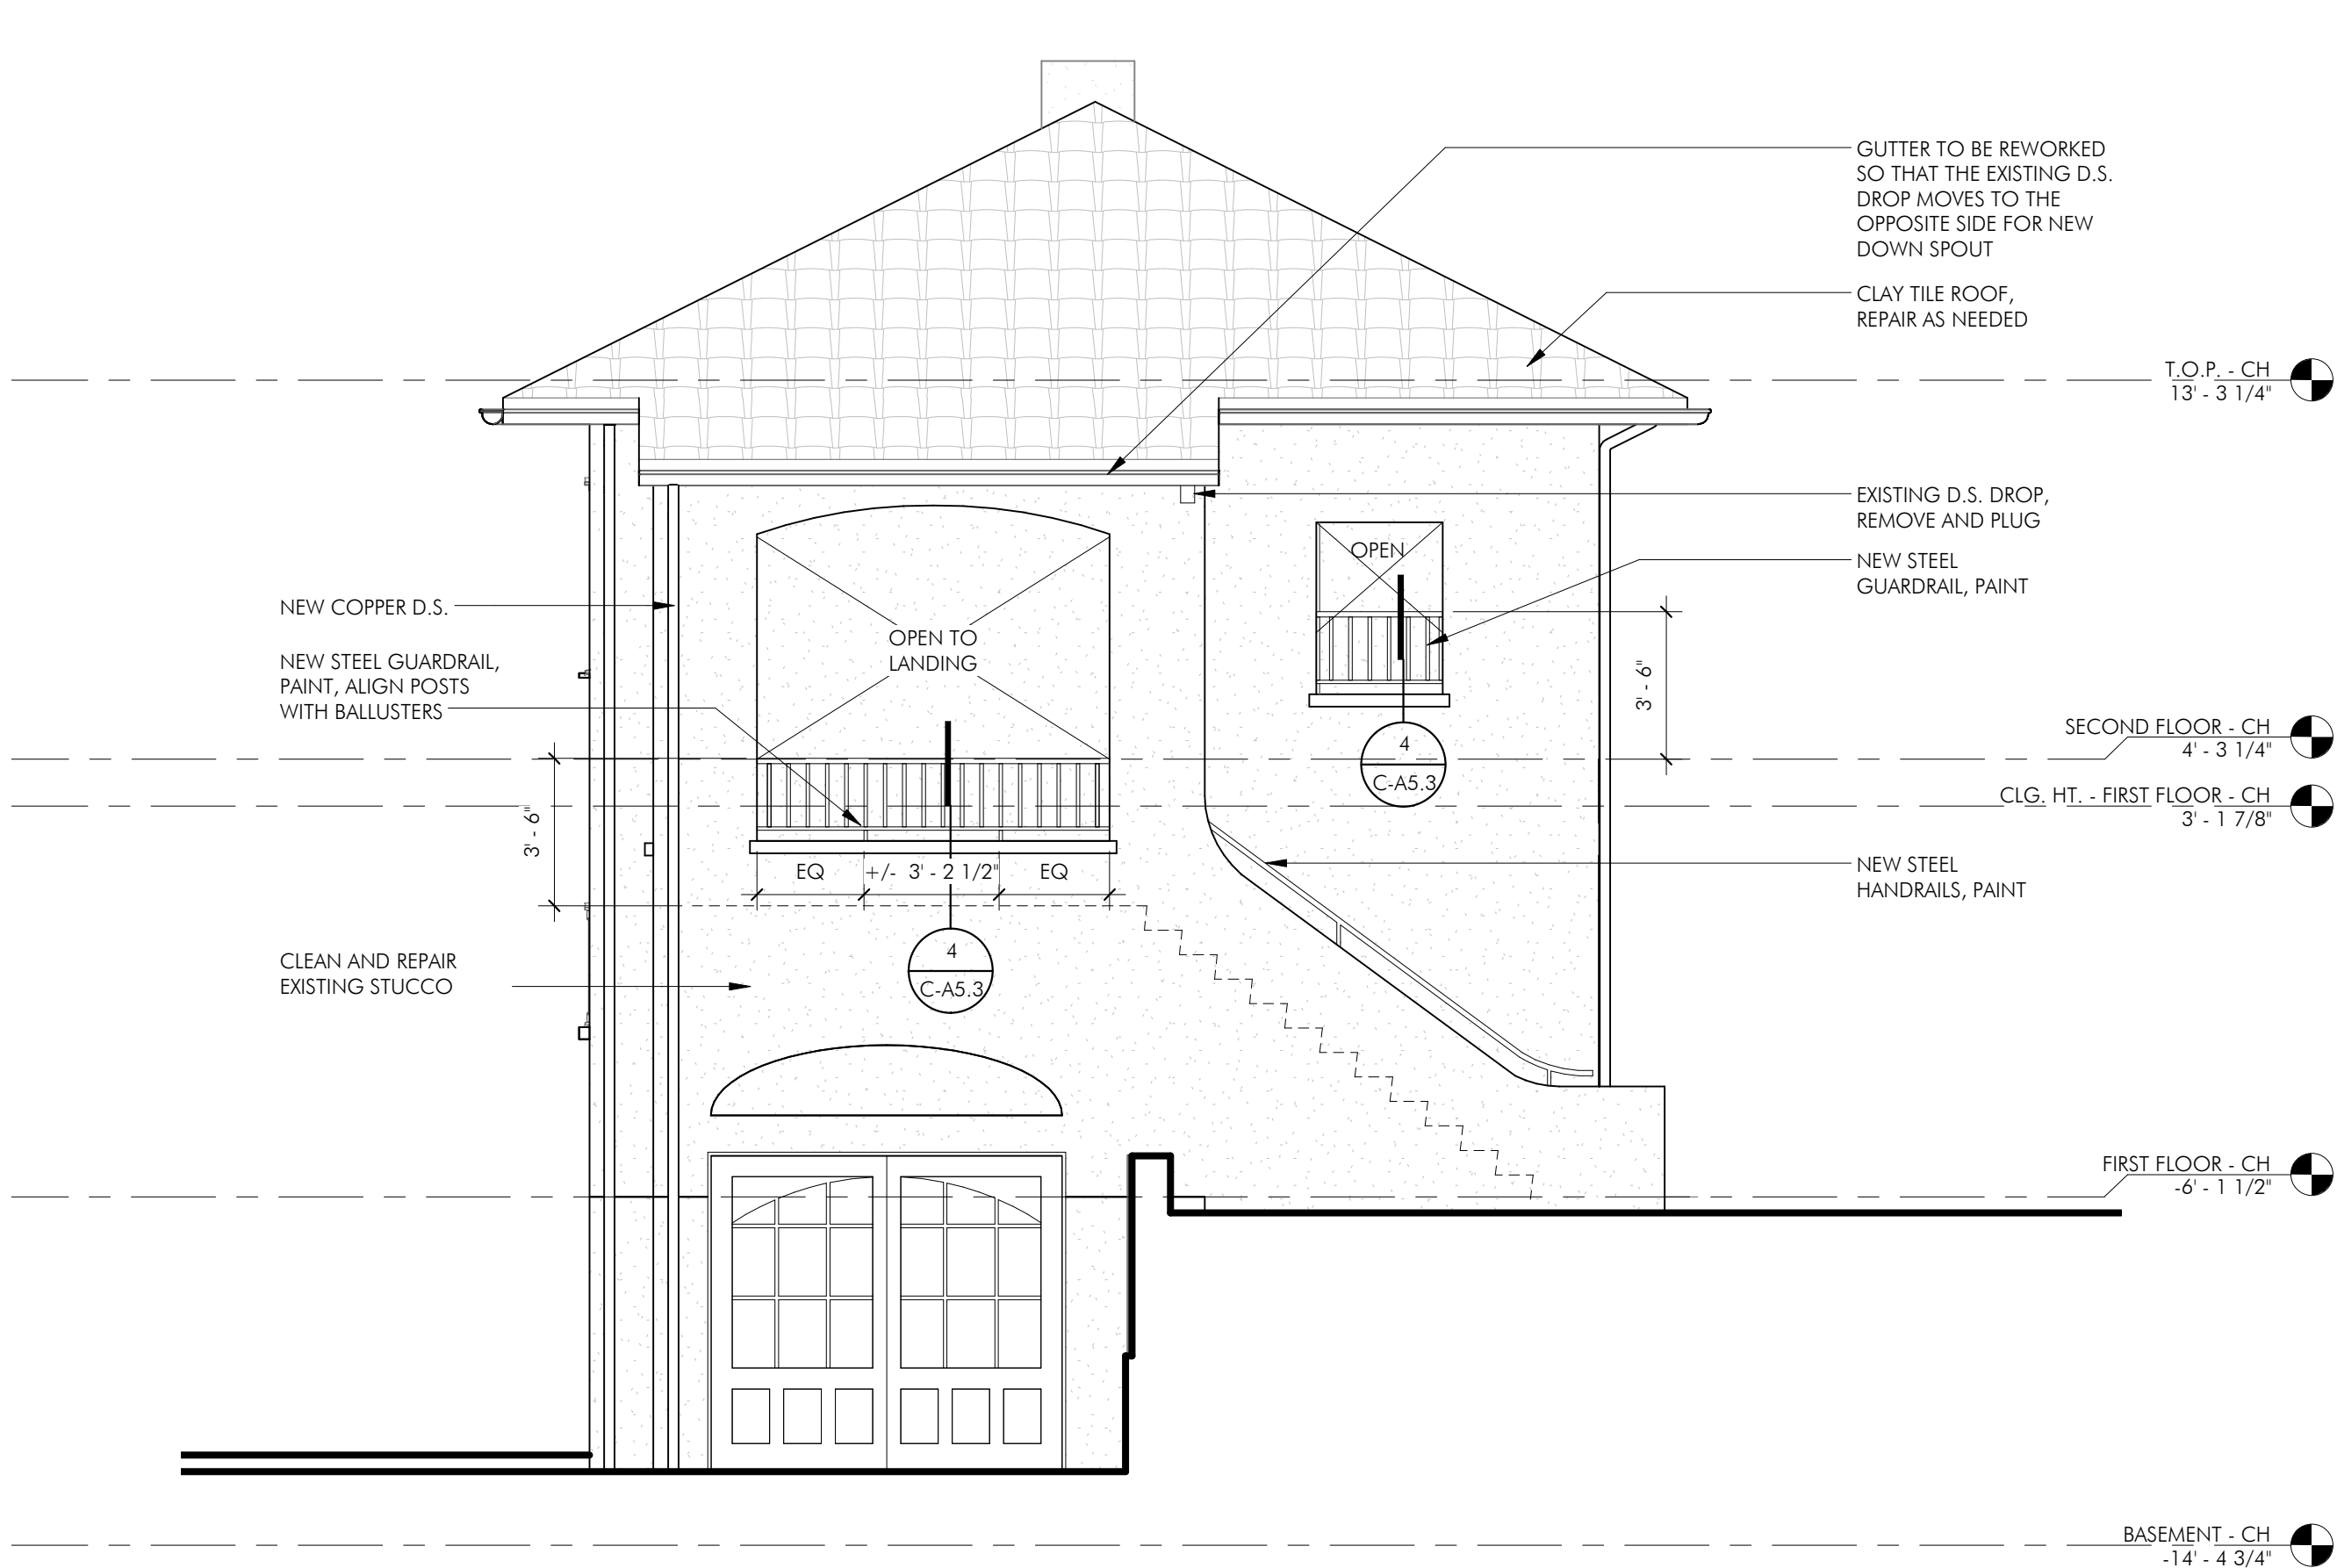 GUTTER TO BE REWORKED
SO THAT THE EXISTING D.S.
DROP MOVES TO THE
OPPOSITE SIDE FOR NEW
DOWN SPOUT
CLAY TILE ROOF,
REPAIR AS NEEDED
T.O.P. - CH
13' - 3 1/4"
EXISTING D.S. DROP,
REMOVE AND PLUG
OPEN
NEW STEEL
GUARDRAIL, PAINT
NEW COPPER D.S.
OPEN TO
LANDING
NEW STEEL GUARDRAIL,
PAINT, ALIGN POSTS
WITH BALLUSTERS
3' - 6"
4
C-A5.3
SECOND FLOOR - CH
4' - 3 1/4"
CLG. HT. - FIRST FLOOR - CH
3' - 1 7/8"
3' - 6"
EQ
+/- 3' - 2 1/2"
EQ
NEW STEEL
HANDRAILS, PAINT
4
C-A5.3
CLEAN AND REPAIR
EXISTING STUCCO
FIRST FLOOR - CH
-6' - 1 1/2"
BASEMENT - CH
-14' - 4 3/4"